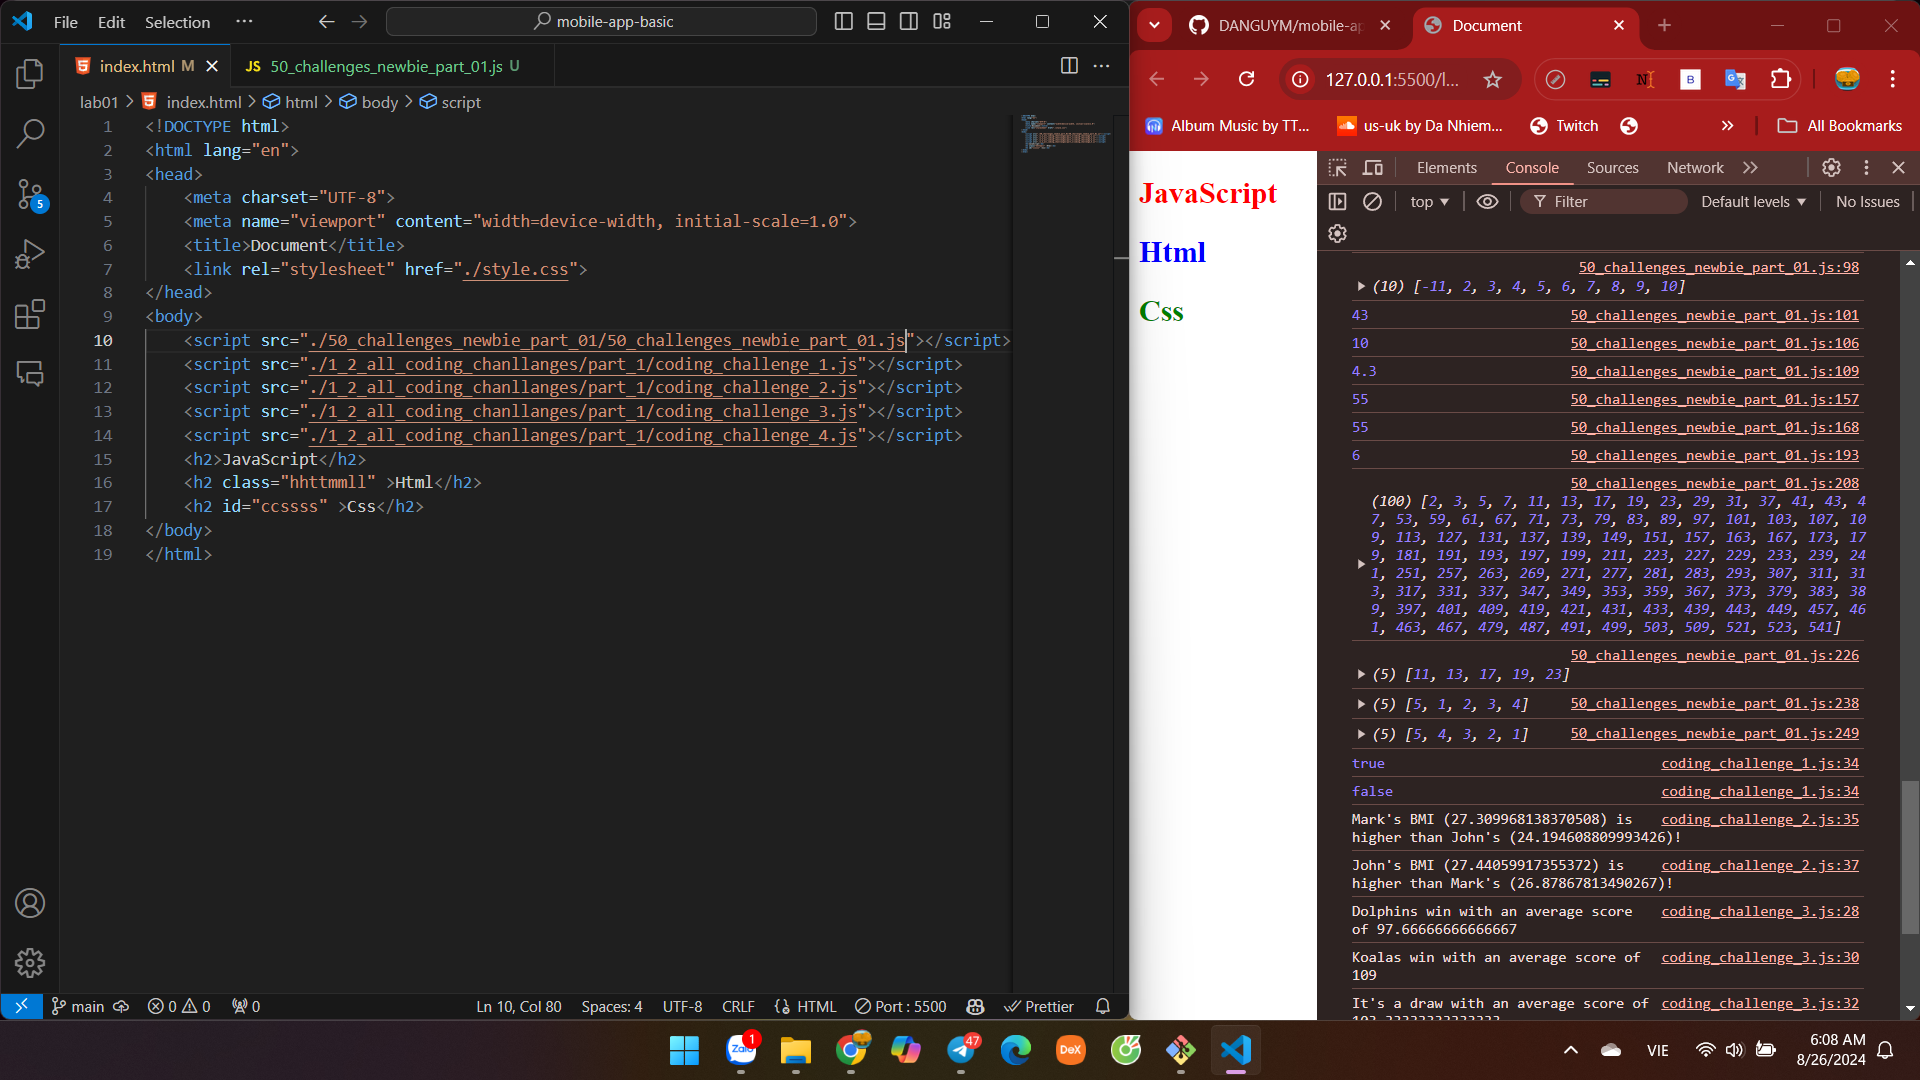 File Edit Selection ··· mobile-app-basic
index.html M JS 50_challenges_newbie_part_01.js U
lab01 > index.html > html > body > script
1 <!DOCTYPE html>
2 <html lang="en">
3 <head>
4 <meta charset="UTF-8">
5 <meta name="viewport" content="width=device-width, initial-scale=1.0">
6 <title>Document</title>
7 <link rel="stylesheet" href="./style.css">
8 </head>
9 <body>
10 <script src="./50_challenges_newbie_part_01/50_challenges_newbie_part_01.js"></script>
11 <script src="./1_2_all_coding_chanllanges/part_1/coding_challenge_1.js"></script>
12 <script src="./1_2_all_coding_chanllanges/part_1/coding_challenge_2.js"></script>
13 <script src="./1_2_all_coding_chanllanges/part_1/coding_challenge_3.js"></script>
14 <script src="./1_2_all_coding_chanllanges/part_1/coding_challenge_4.js"></script>
15 <h2>JavaScript</h2>
16 <h2 class="hhttmmll" >Html</h2>
17 <h2 id="ccssss" >Css</h2>
18 </body>
19 </html>
5
main 0 0 0 Ln 10, Col 80 Spaces: 4 UTF-8 CRLF HTML Port : 5500 Prettier
DANGUYM/mobile-ap Document
127.0.0.1:5500/l...
Album Music by TT... us-uk by Da Nhiem... Twitch All Bookmarks
JavaScript
Html
Css
Elements Console Sources Network
top Filter Default levels No Issues
50_challenges_newbie_part_01.js:98
(10) [-11, 2, 3, 4, 5, 6, 7, 8, 9, 10]
43 50_challenges_newbie_part_01.js:101
10 50_challenges_newbie_part_01.js:106
4.3 50_challenges_newbie_part_01.js:109
55 50_challenges_newbie_part_01.js:157
55 50_challenges_newbie_part_01.js:168
6 50_challenges_newbie_part_01.js:193
50_challenges_newbie_part_01.js:208
(100) [2, 3, 5, 7, 11, 13, 17, 19, 23, 29, 31, 37, 41, 43, 4
7, 53, 59, 61, 67, 71, 73, 79, 83, 89, 97, 101, 103, 107, 10
9, 113, 127, 131, 137, 139, 149, 151, 157, 163, 167, 173, 17
9, 181, 191, 193, 197, 199, 211, 223, 227, 229, 233, 239, 24
1, 251, 257, 263, 269, 271, 277, 281, 283, 293, 307, 311, 31
3, 317, 331, 337, 347, 349, 353, 359, 367, 373, 379, 383, 38
9, 397, 401, 409, 419, 421, 431, 433, 439, 443, 449, 457, 46
1, 463, 467, 479, 487, 491, 499, 503, 509, 521, 523, 541]
50_challenges_newbie_part_01.js:226
(5) [11, 13, 17, 19, 23]
(5) [5, 1, 2, 3, 4] 50_challenges_newbie_part_01.js:238
(5) [5, 4, 3, 2, 1] 50_challenges_newbie_part_01.js:249
true coding_challenge_1.js:34
false coding_challenge_1.js:34
Mark's BMI (27.309968138370508) is coding_challenge_2.js:35
higher than John's (24.194608809993426)!
John's BMI (27.44059917355372) is coding_challenge_2.js:37
higher than Mark's (26.87867813490267)!
Dolphins win with an average score coding_challenge_3.js:28
of 97.66666666666667
Koalas win with an average score of coding_challenge_3.js:30
109
It's a draw with an average score of coding_challenge_3.js:32
Zalo 1 47 DeX VIE 6:08 AM
8/26/2024